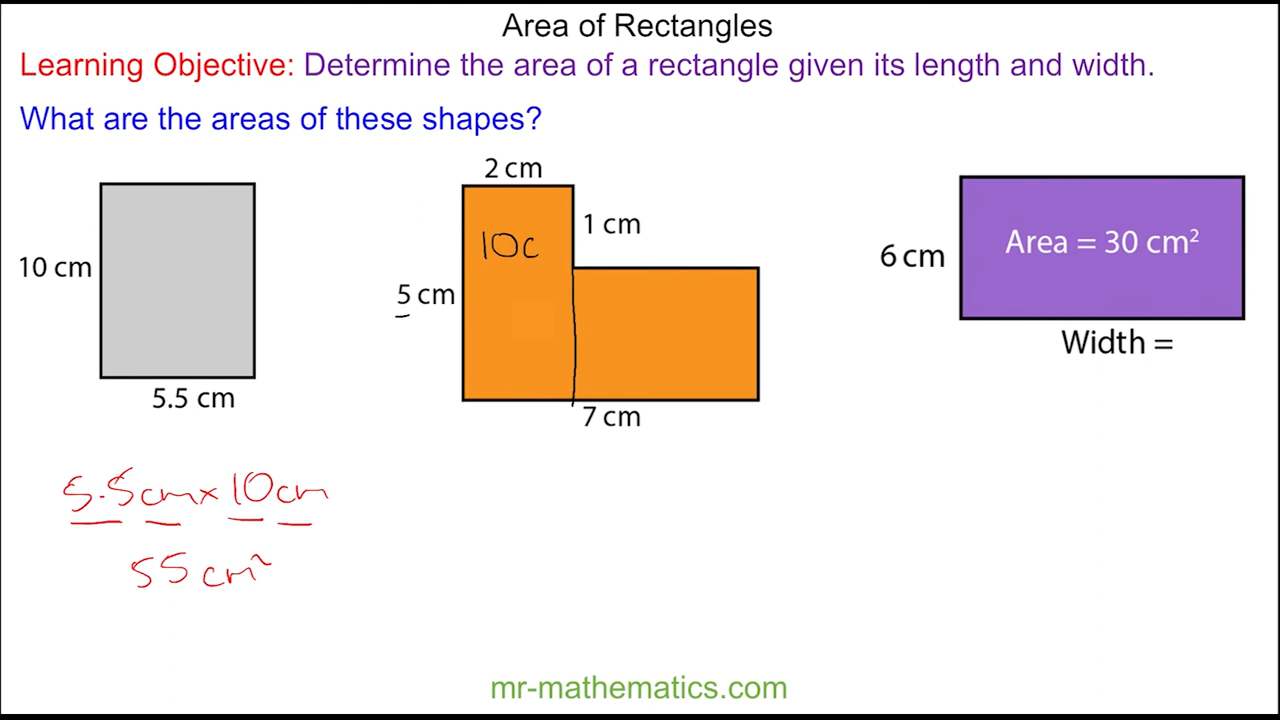 Area of Rectangles
Learning Objective: Determine the area of a rectangle given its length and width.
What are the areas of these shapes?
10 cm
5.5 cm
2 cm
1 cm
10c
5 cm
7 cm
6 cm
Area = 30 cm²
Width =
5.5cm×10cm
55cm²
mr-mathematics.com